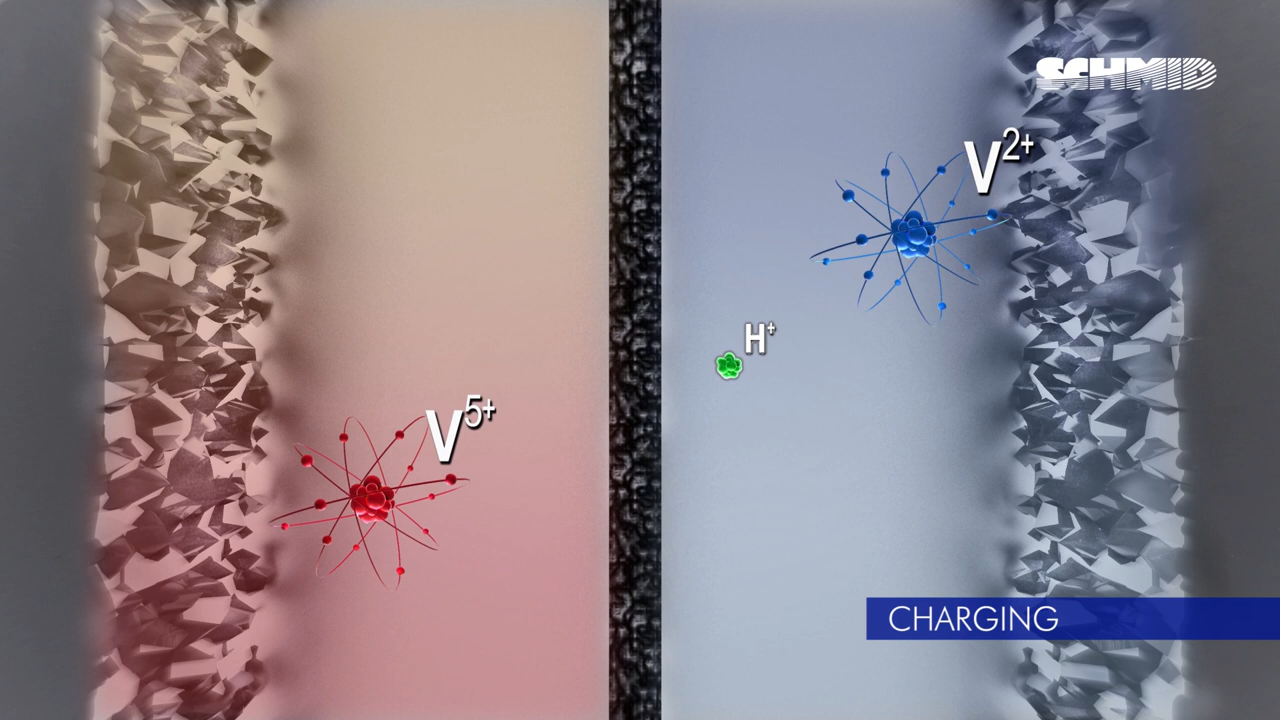 SCHMID
V²⁺
H⁺
V⁵⁺
CHARGING